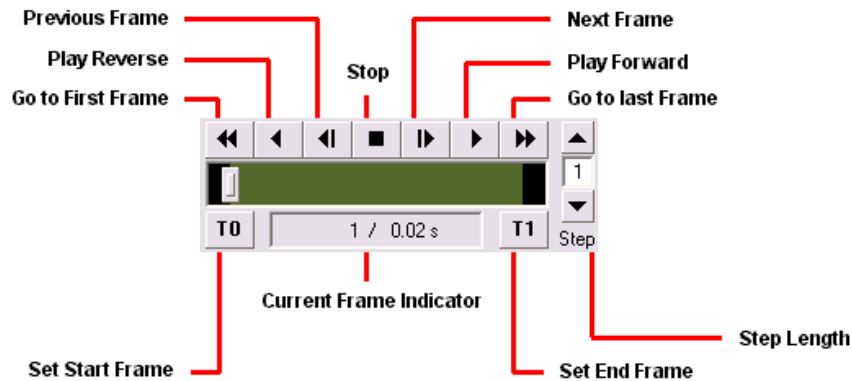 Previous Frame
Next Frame
Play Reverse
Stop
Play Forward
Go to First Frame
Go to last Frame
1
T0
1 / 0.02 s
T1
Step
Current Frame Indicator
Step Length
Set Start Frame
Set End Frame